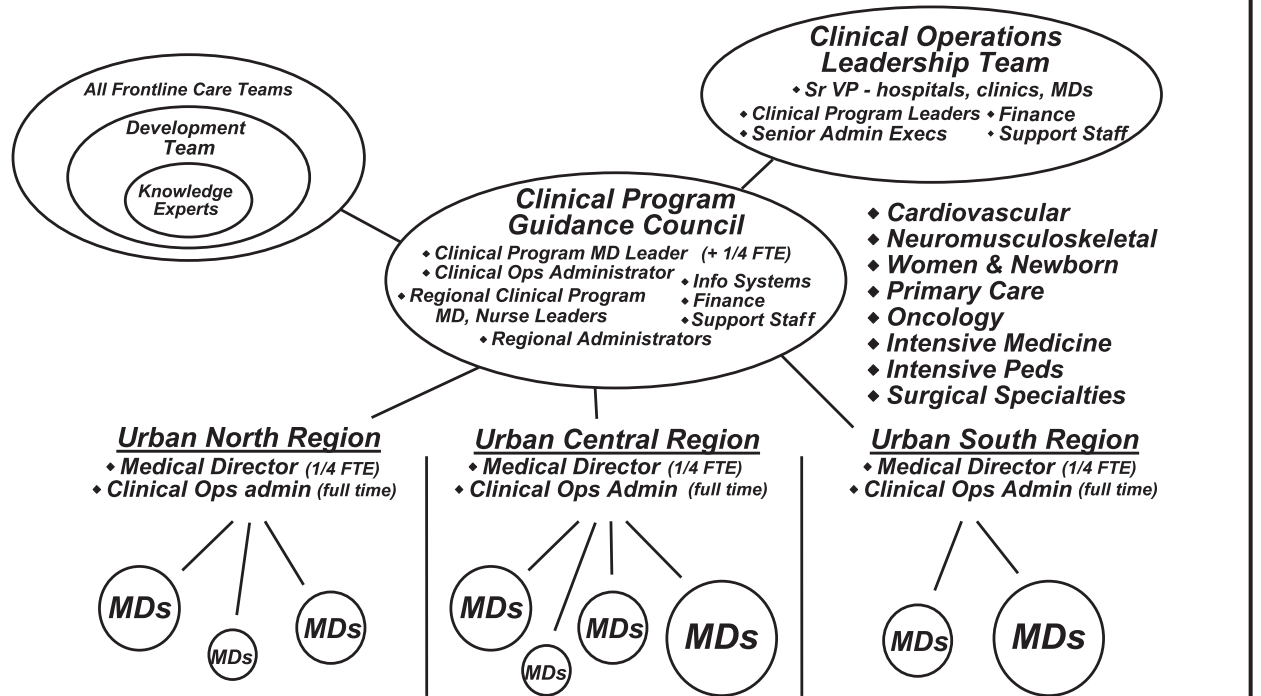 All Frontline Care Teams
Development
Team
Knowledge
Experts
Clinical Operations
Leadership Team
◆ Sr VP - hospitals, clinics, MDs
◆ Clinical Program Leaders ◆ Finance
◆ Senior Admin Execs ◆ Support Staff
Clinical Program
Guidance Council
◆ Clinical Program MD Leader (+ 1/4 FTE)
◆ Clinical Ops Administrator
◆ Regional Clinical Program
MD, Nurse Leaders
◆ Info Systems
◆ Finance
◆ Support Staff
◆ Regional Administrators
◆ Cardiovascular
◆ Neuromusculoskeletal
◆ Women & Newborn
◆ Primary Care
◆ Oncology
◆ Intensive Medicine
◆ Intensive Peds
◆ Surgical Specialties
Urban North Region
◆ Medical Director (1/4 FTE)
◆ Clinical Ops admin (full time)
MDs
MDs
MDs
Urban Central Region
◆ Medical Director (1/4 FTE)
◆ Clinical Ops Admin (full time)
MDs
MDs
MDs
MDs
Urban South Region
◆ Medical Director (1/4 FTE)
◆ Clinical Ops Admin (full time)
MDs
MDs